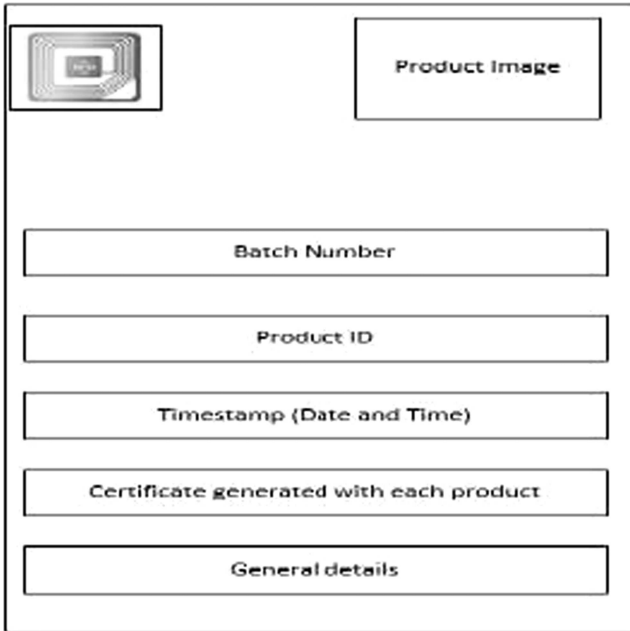 Product Image
Batch Number
Product ID
Timestamp (Date and Time)
Certificate generated with each product
General details